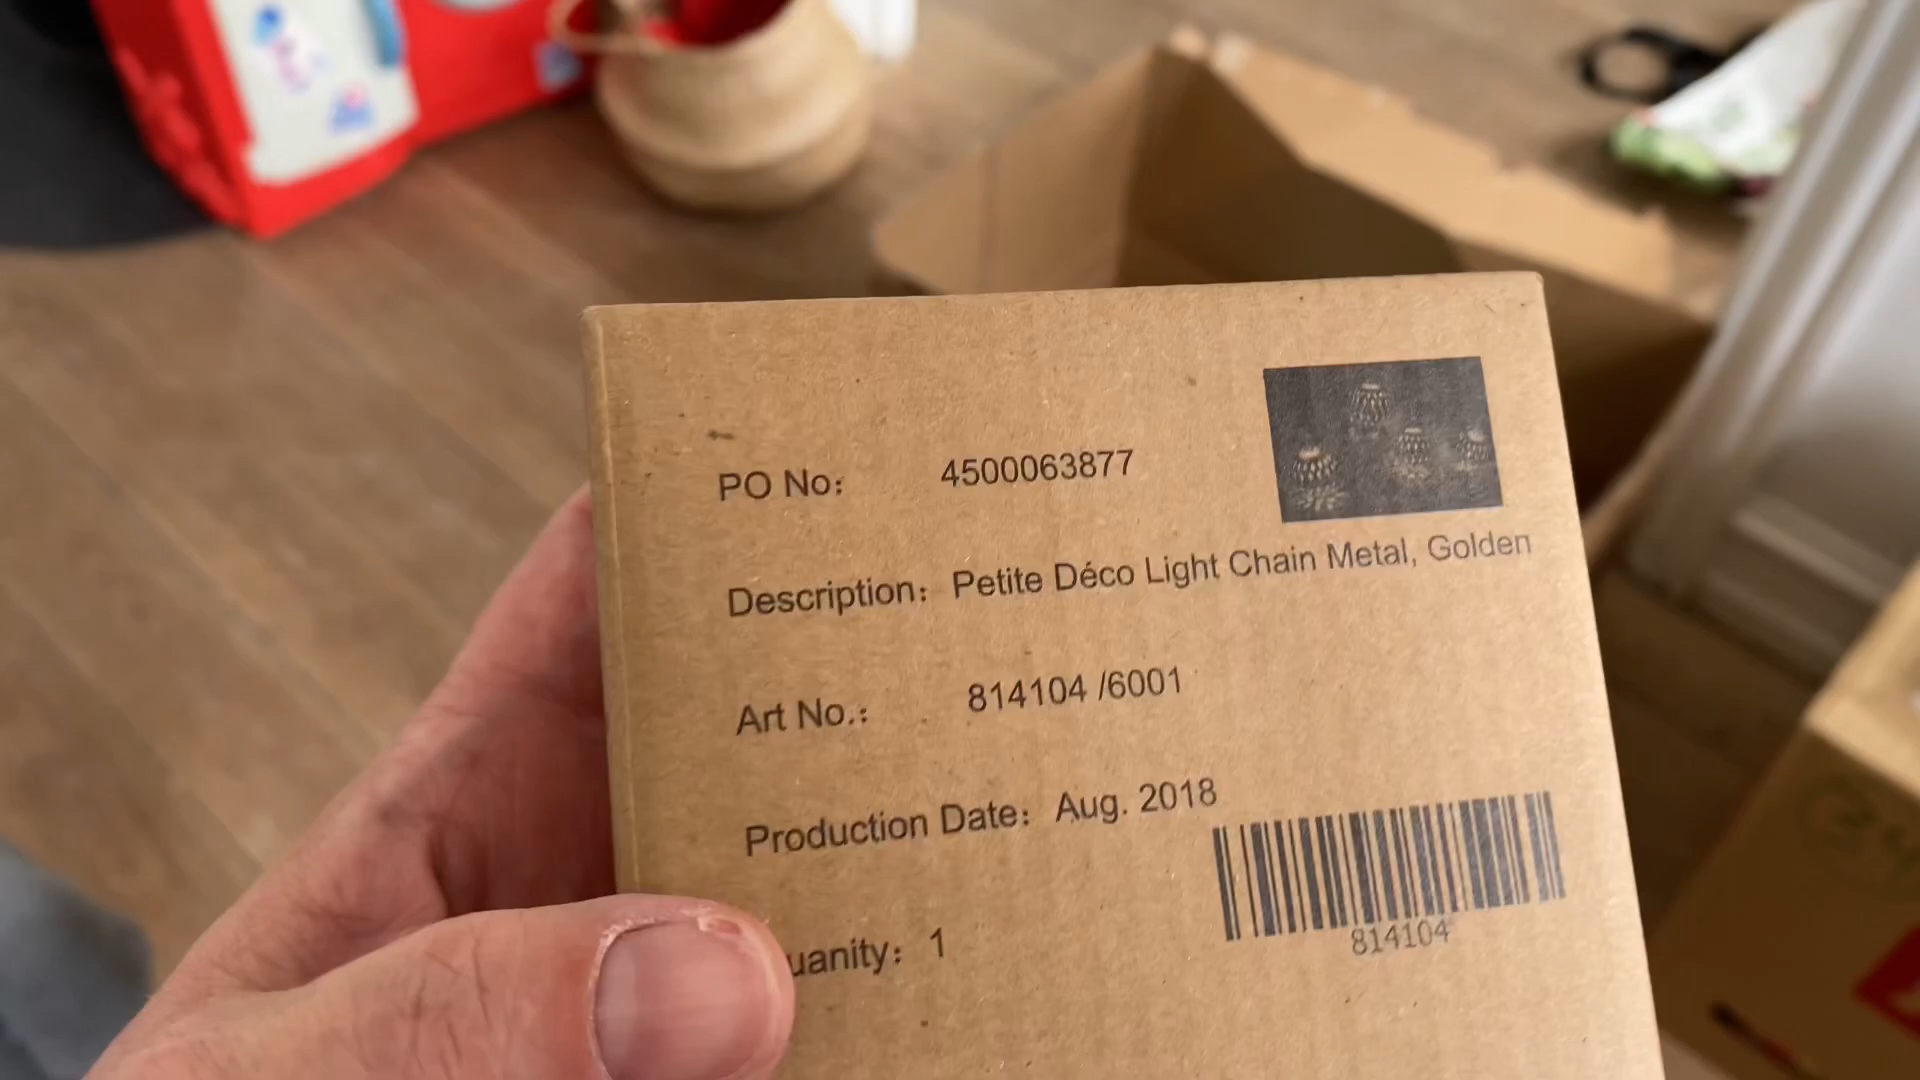 PO No: 4500063877
Description: Petite Déco Light Chain Metal, Golden
Art No.: 814104 /6001
Production Date: Aug. 2018
uanity: 1
814104